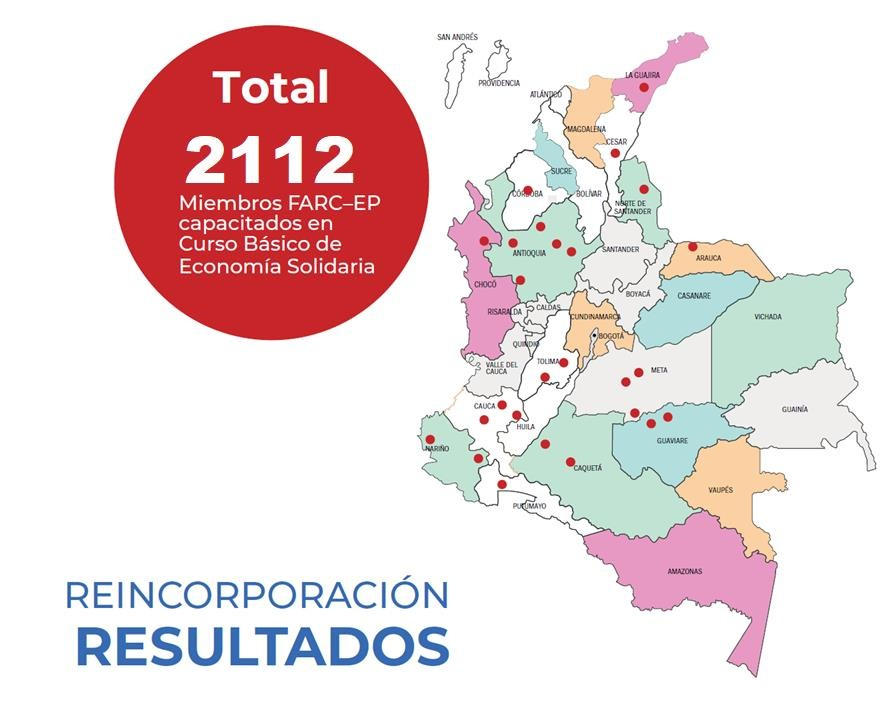 Total
2112
Miembros FARC–EP
capacitados en
Curso Básico de
Economía Solidaria
REINCORPORACIÓN
RESULTADOS
SAN ANDRÉS
PROVIDENCIA
LA GUAJIRA
ATLÁNTICO
MAGDALENA
CESAR
SUCRE
CÓRDOBA
BOLÍVAR
NORTE DE
SANTANDER
ANTIOQUIA
SANTANDER
ARAUCA
CHOCÓ
BOYACÁ
CASANARE
RISARALDA
CALDAS
CUNDINAMARCA
VICHADA
BOGOTÁ
QUINDÍO
VALLE DEL
CAUCA
TOLIMA
META
CAUCA
HUILA
GUAINÍA
GUAVIARE
NARIÑO
CAQUETÁ
VAUPÉS
PUTUMAYO
AMAZONAS